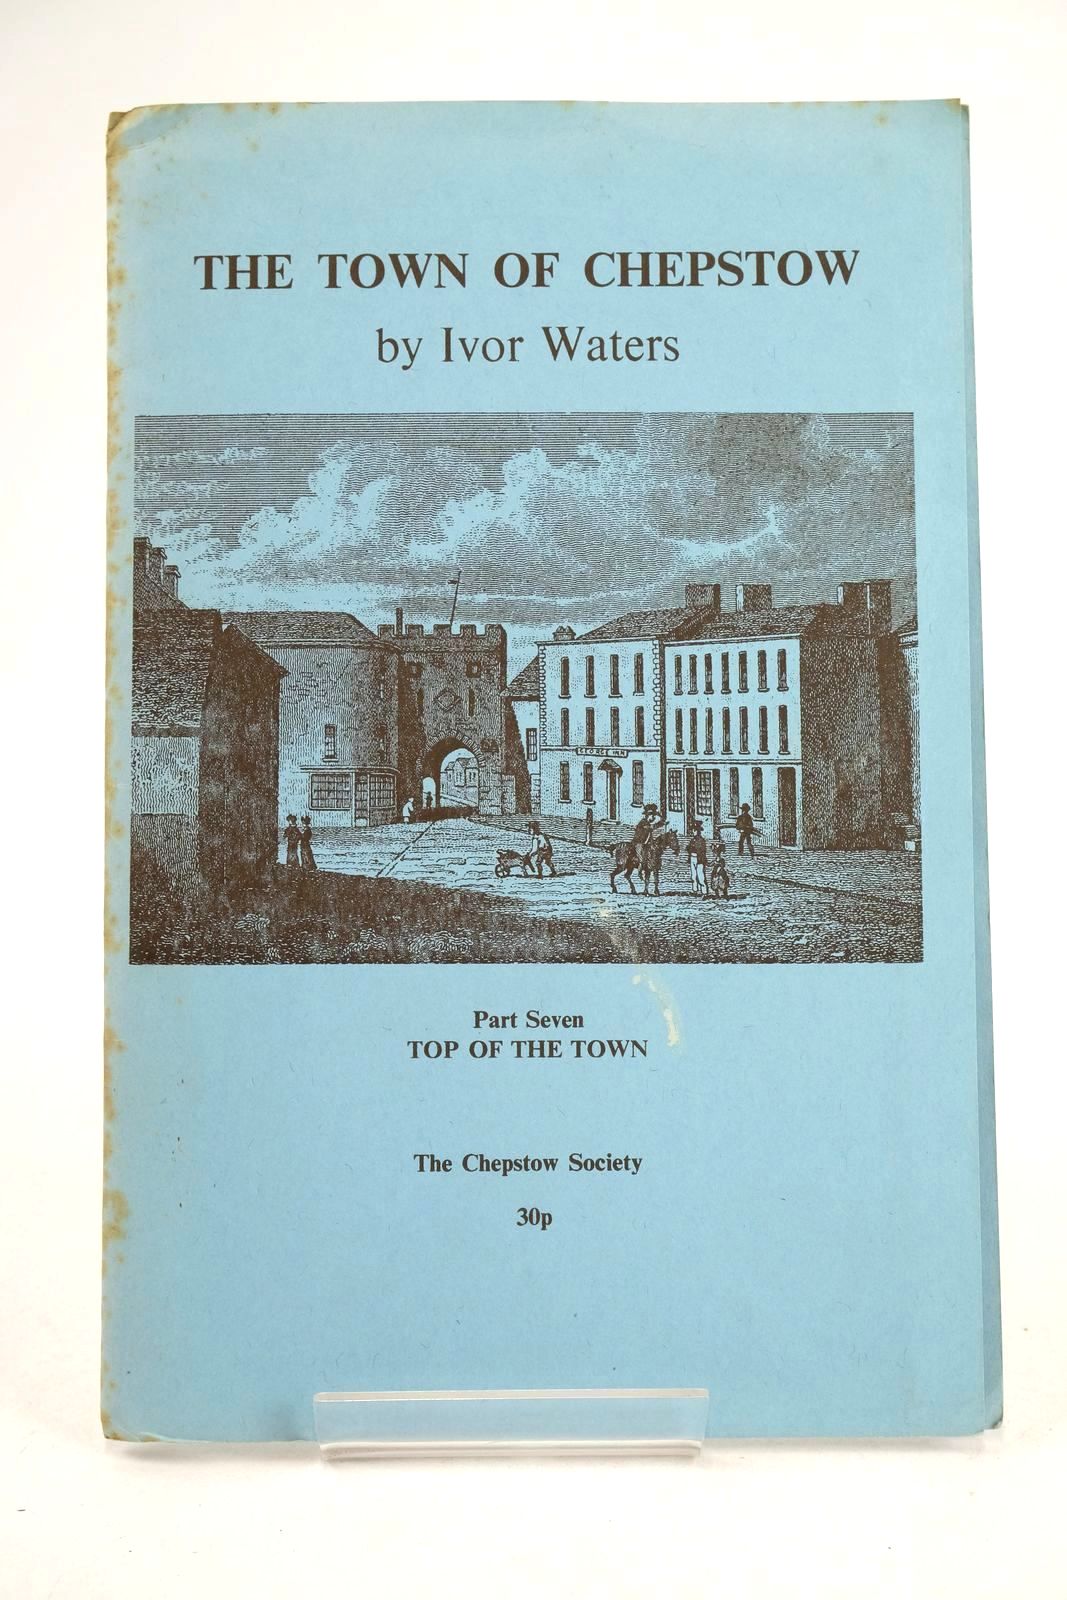 THE TOWN OF CHEPSTOW
by Ivor Waters
GEORGE INN
Part Seven
TOP OF THE TOWN
The Chepstow Society
30p